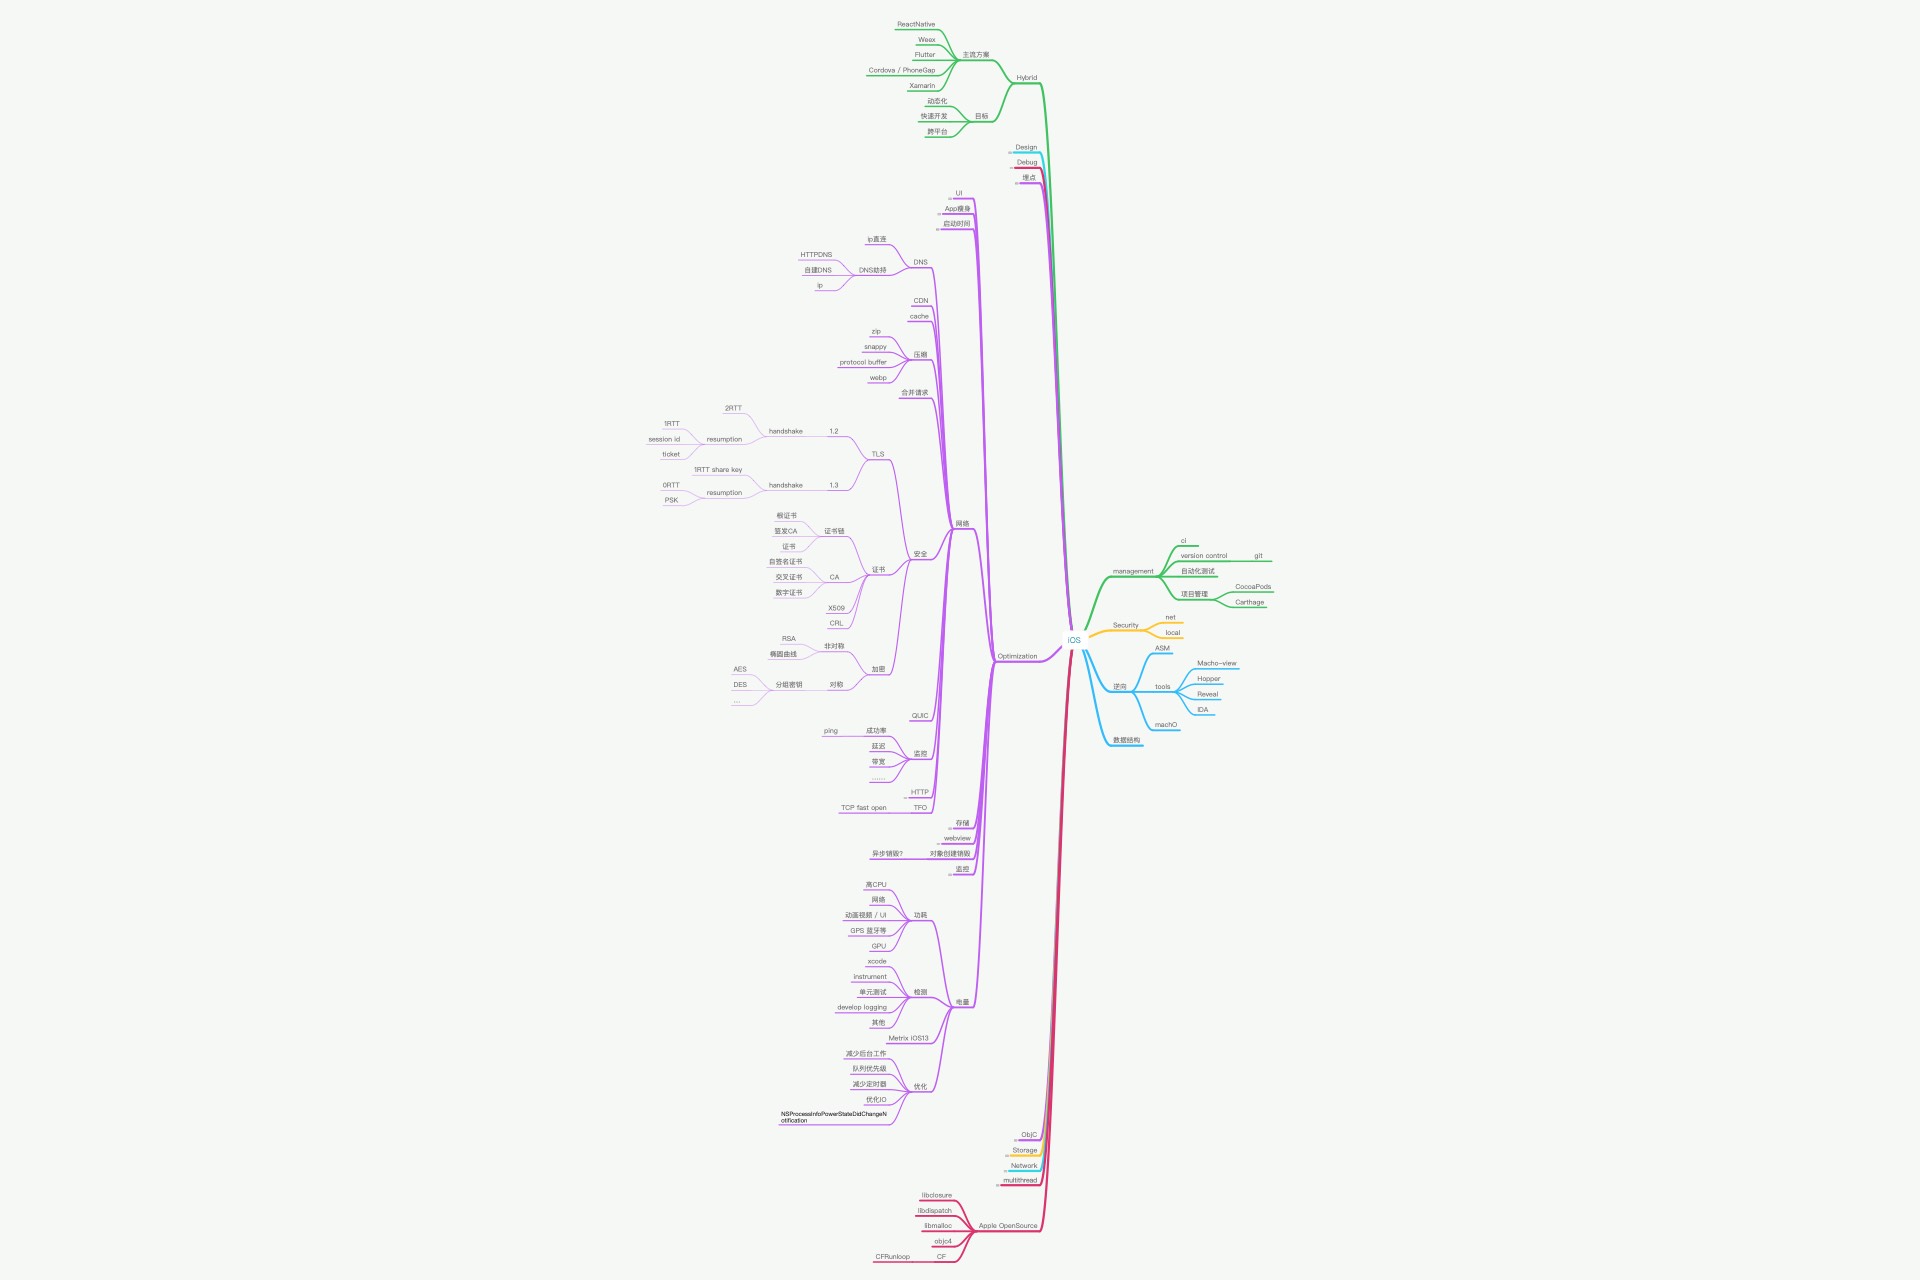 ReactNative
Weex
Flutter
Cordova / PhoneGap
Xamarin
主流方案
Hybrid
动态化
快速开发
跨平台
目标
Design
Debug
埋点
UI
App瘦身
启动时间
ip直连
DNS
HTTPDNS
自建DNS
ip
DNS劫持
CDN
cache
zip
snappy
protocol buffer
webp
压缩
合并请求
2RTT
1RTT
session id
ticket
resumption
handshake
1.2
TLS
1RTT share key
0RTT
PSK
resumption
handshake
1.3
网络
安全
根证书
签发CA
证书
证书链
自签名证书
交叉证书
数字证书
CA
证书
X509
CRL
RSA
椭圆曲线
非对称
加密
AES
DES
...
分组密钥
对称
QUIC
ping
成功率
延迟
带宽
......
监控
HTTP
TCP fast open
TFO
存储
webview
异步销毁?
对象创建销毁
监控
高CPU
网络
动画视频 / UI
GPS 蓝牙等
GPU
功耗
xcode
instrument
单元测试
develop logging
其他
检测
电量
Metrix iOS13
减少后台工作
队列优先级
减少定时器
优化IO
NSProcessInfoPowerStateDidChangeN
otification
优化
Optimization
iOS
management
ci
version control
git
自动化测试
项目管理
CocoaPods
Carthage
Security
net
local
逆向
ASM
tools
Macho-view
Hopper
Reveal
IDA
machO
数据结构
ObjC
Storage
Network
multithread
libclosure
libdispatch
libmalloc
objc4
CFRunloop
CF
Apple OpenSource